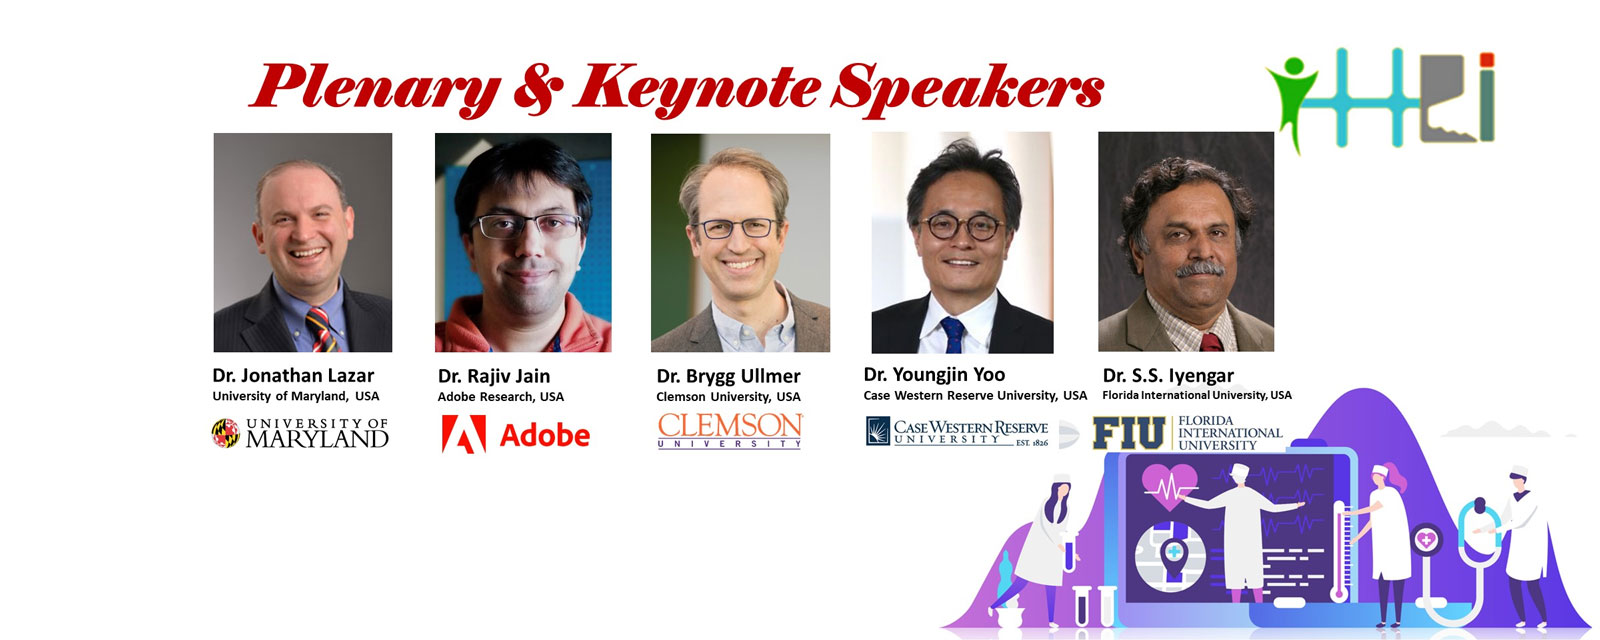 Plenary & Keynote Speakers
HCi
Dr. Jonathan Lazar
University of Maryland, USA
UNIVERSITY OF
MARYLAND
Dr. Rajiv Jain
Adobe Research, USA
Adobe
Dr. Brygg Ullmer
Clemson University, USA
CLEMSON
UNIVERSITY
Dr. Youngjin Yoo
Case Western Reserve University, USA
CASE WESTERN RESERVE
UNIVERSITY EST. 1826
Dr. S.S. Iyengar
Florida International University, USA
FIU
FLORIDA
INTERNATIONAL
UNIVERSITY